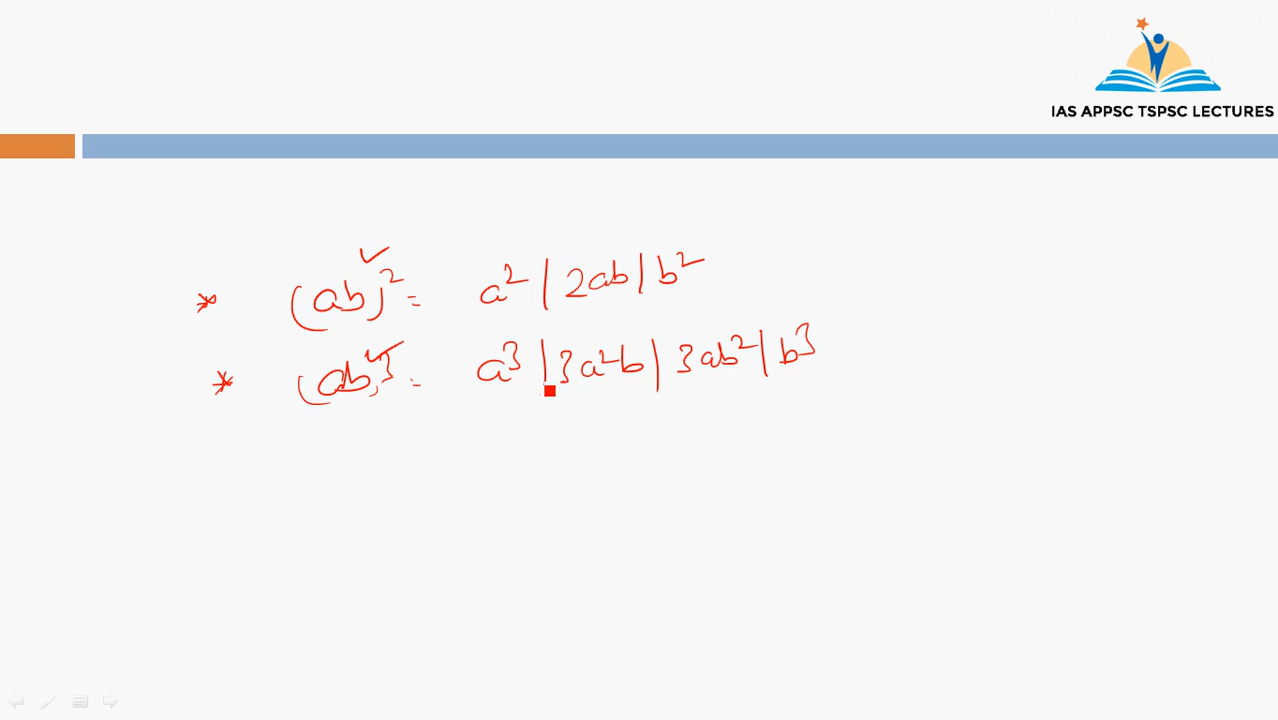 IAS APPSC TSPSC LECTURES
* (ab)² = a² | 2ab | b²
* (ab)³ = a³ | 3a²b | 3ab² | b³